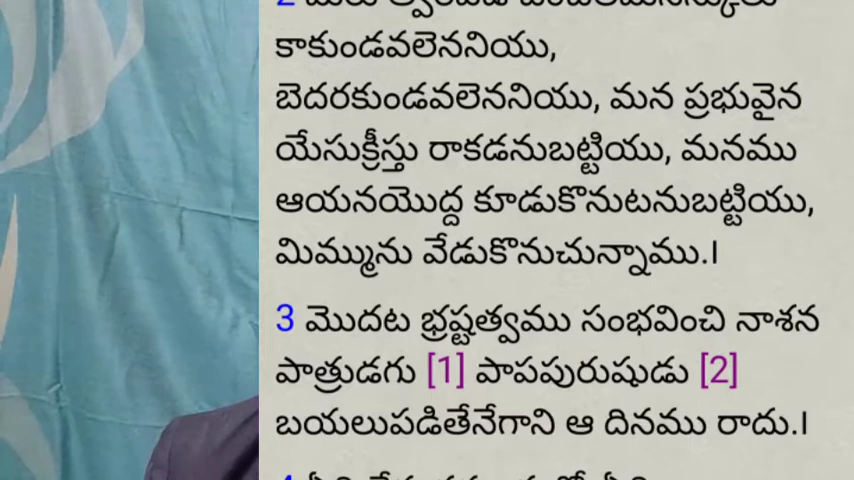 కాకుండవలెననియు,
బెదరకుండవలెననియు, మన ప్రభువైన
యేసుక్రీస్తు రాకడనుబట్టియు, మనము
ఆయనయొద్ద కూడుకొనుటనుబట్టియు,
మిమ్మును వేడుకొనుచున్నాము.l
3 మొదట భ్రష్టత్వము సంభవించి నాశన
పాత్రుడగు [1] పాపపురుషుడు [2]
బయలుపడితేనేగాని ఆ దినము రాదు.l